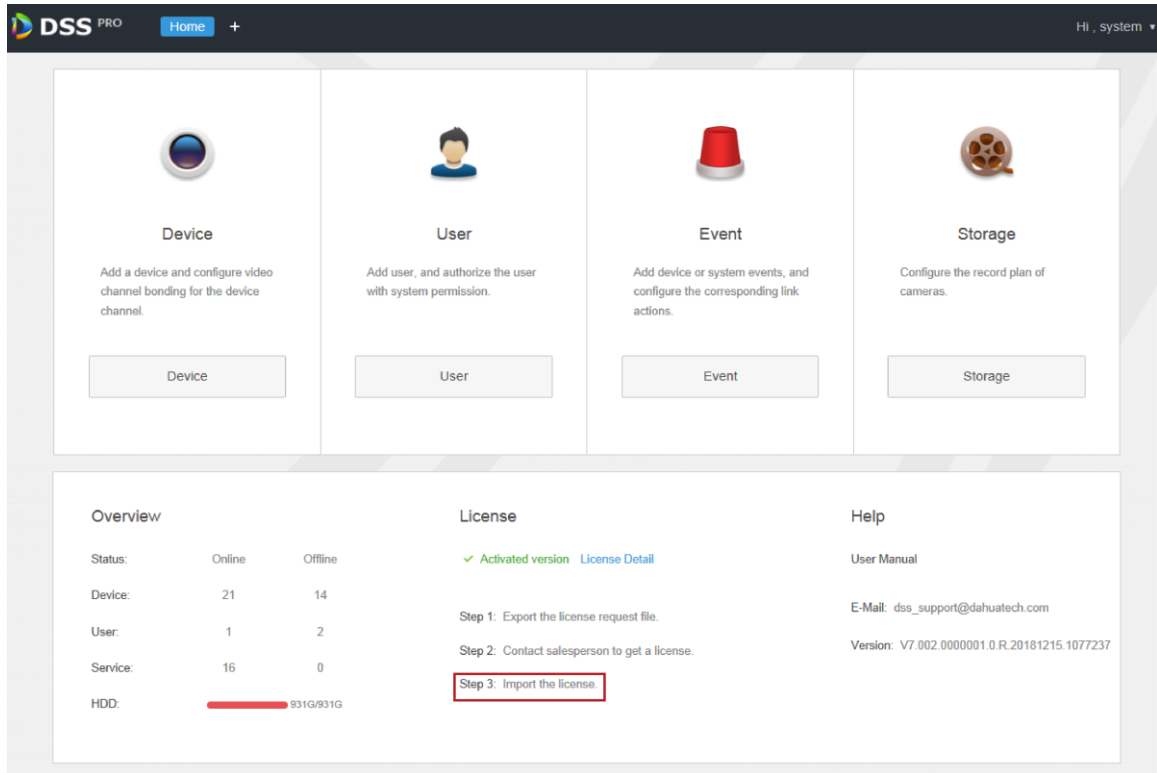 DSS PRO Home + Hi , system
Device
Add a device and configure video
channel bonding for the device
channel.
Device
User
Add user, and authorize the user
with system permission.
User
Event
Add device or system events, and
configure the corresponding link
actions.
Event
Storage
Configure the record plan of
cameras.
Storage
Overview
Status: Online Offline
Device: 21 14
User: 1 2
Service: 16 0
HDD: 931G/931G
License
Activated version License Detail
Step 1: Export the license request file.
Step 2: Contact salesperson to get a license.
Step 3: Import the license.
Help
User Manual
E-Mail: dss_support@dahuatech.com
Version: V7.002.0000001.0.R.20181215.1077237